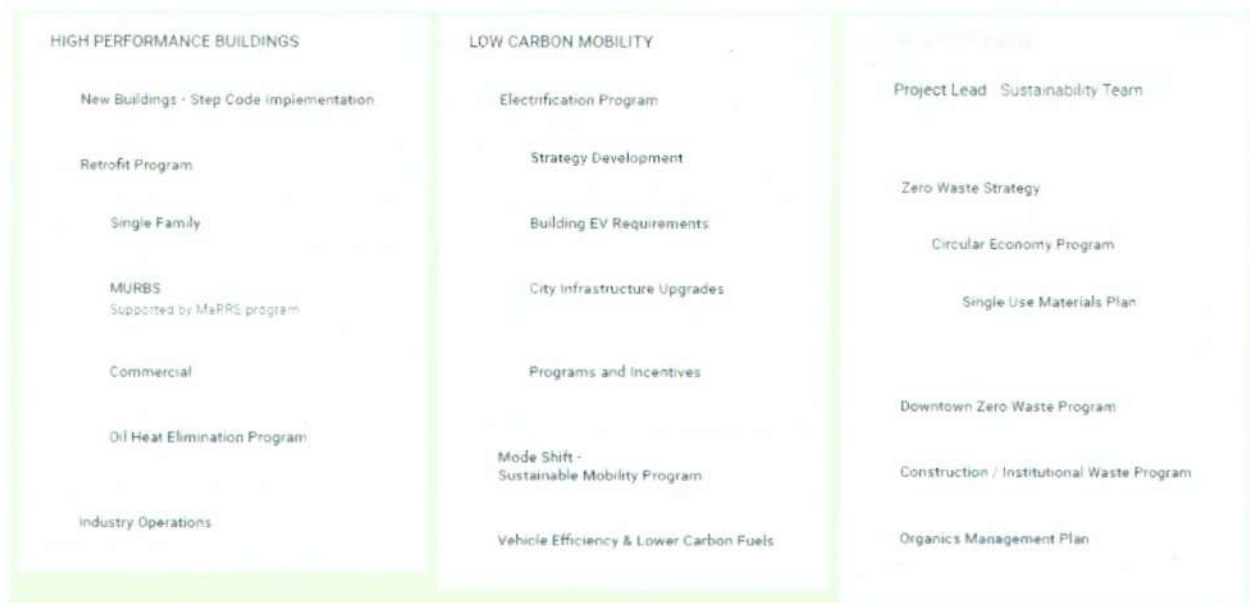 HIGH PERFORMANCE BUILDINGS
New Buildings - Step Code Implementation
Retrofit Program
Single Family
MURBS
Supported by MaRRS program
Commercial
Oil Heat Elimination Program
Industry Operations
LOW CARBON MOBILITY
Electrification Program
Strategy Development
Building EV Requirements
City Infrastructure Upgrades
Programs and Incentives
Mode Shift -
Sustainable Mobility Program
Vehicle Efficiency & Lower Carbon Fuels
Project Lead Sustainability Team
Zero Waste Strategy
Circular Economy Program
Single Use Materials Plan
Downtown Zero Waste Program
Construction / Institutional Waste Program
Organics Management Plan